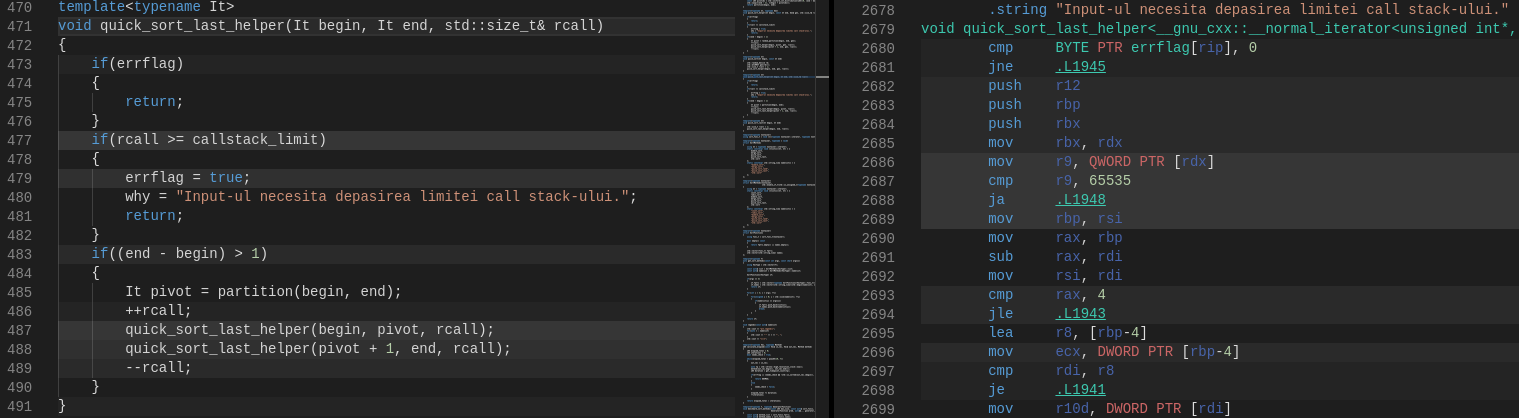 470 template<typename It>
471 void quick_sort_last_helper(It begin, It end, std::size_t& rcall)
472 {
473     if(errflag)
474     {
475         return;
476     }
477     if(rcall >= callstack_limit)
478     {
479         errflag = true;
480         why = "Input-ul necesita depasirea limitei call stack-ului.";
481         return;
482     }
483     if((end - begin) > 1)
484     {
485         It pivot = partition(begin, end);
486         ++rcall;
487         quick_sort_last_helper(begin, pivot, rcall);
488         quick_sort_last_helper(pivot + 1, end, rcall);
489         --rcall;
490     }
491 }
2678         .string "Input-ul necesita depasirea limitei call stack-ului."
2679 void quick_sort_last_helper<__gnu_cxx::__normal_iterator<unsigned int*,
2680         cmp     BYTE PTR errflag[rip], 0
2681         jne     .L1945
2682         push    r12
2683         push    rbp
2684         push    rbx
2685         mov     rbx, rdx
2686         mov     r9, QWORD PTR [rdx]
2687         cmp     r9, 65535
2688         ja      .L1948
2689         mov     rbp, rsi
2690         mov     rax, rbp
2691         sub     rax, rdi
2692         mov     rsi, rdi
2693         cmp     rax, 4
2694         jle     .L1943
2695         lea     r8, [rbp-4]
2696         mov     ecx, DWORD PTR [rbp-4]
2697         cmp     rdi, r8
2698         je      .L1941
2699         mov     r10d, DWORD PTR [rdi]